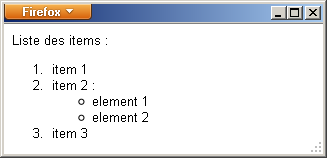 Firefox
Liste des items :
1. item 1
2. item 2 :
element 1
element 2
3. item 3